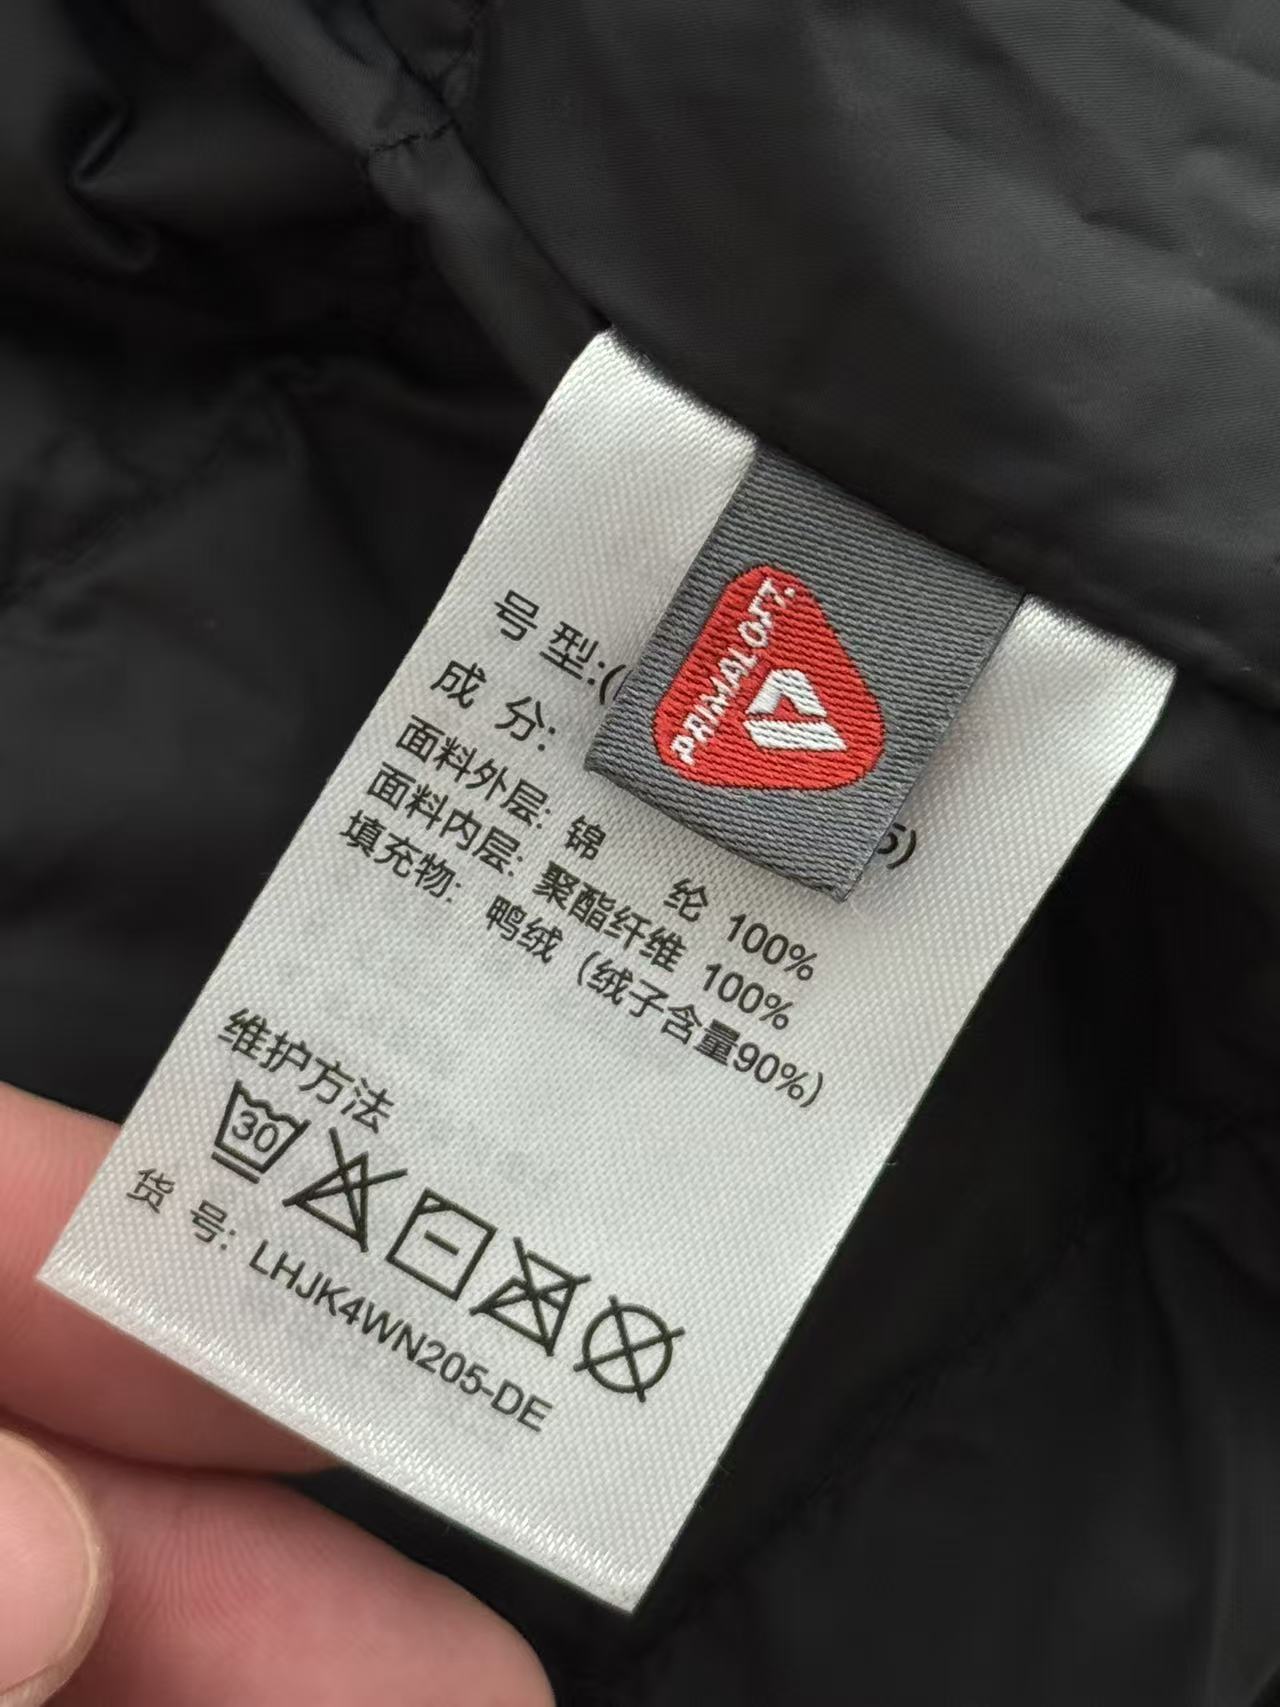 PRIMALOFT.
号型:(
5)
成分:
面料外层: 锦纶 100%
面料内层: 聚酯纤维 100%
填充物: 鸭绒 (绒子含量90%)
维护方法
30
货号: LHJK4WN205-DE